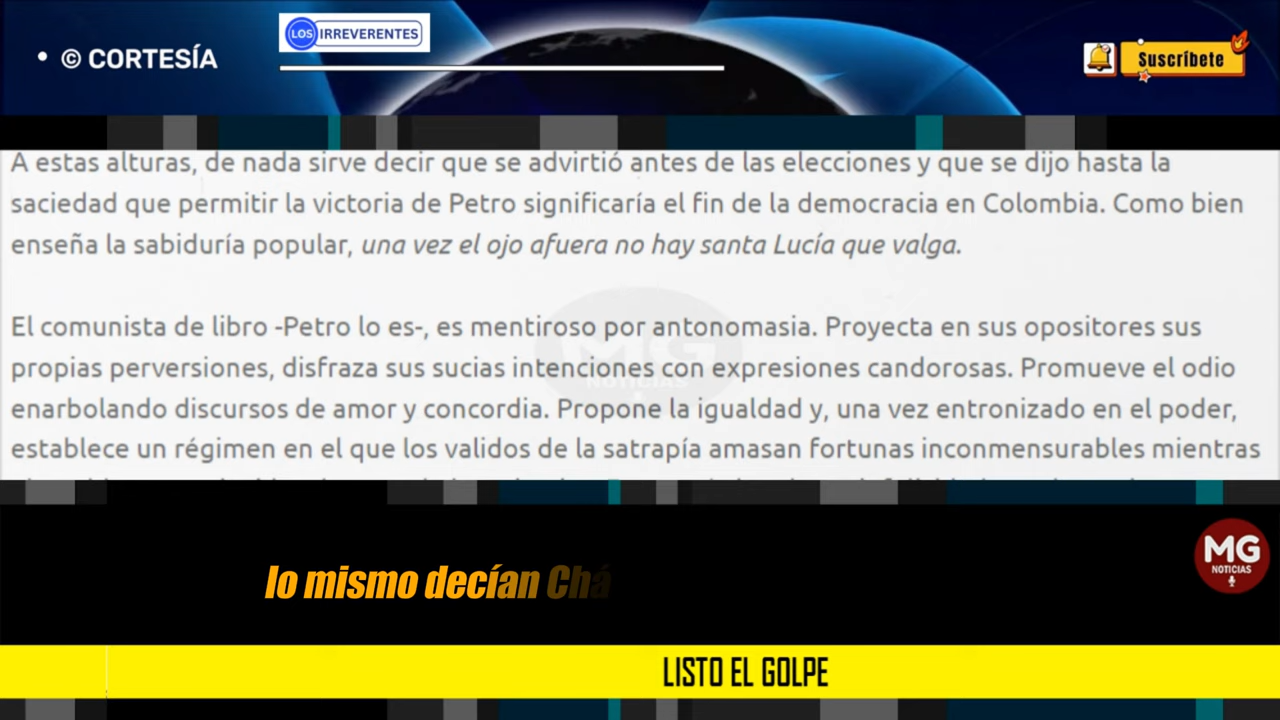 • © CORTESÍA
LOS IRREVERENTES
Suscríbete
A estas alturas, de nada sirve decir que se advirtió antes de las elecciones y que se dijo hasta la
saciedad que permitir la victoria de Petro significaría el fin de la democracia en Colombia. Como bien
enseña la sabiduría popular, una vez el ojo afuera no hay santa Lucía que valga.
El comunista de libro -Petro lo es-, es mentiroso por antonomasia. Proyecta en sus opositores sus
propias perversiones, disfraza sus sucias intenciones con expresiones candorosas. Promueve el odio
enarbolando discursos de amor y concordia. Propone la igualdad y, una vez entronizado en el poder,
establece un régimen en el que los validos de la satrapía amasan fortunas inconmensurables mientras
MG
NOTICIAS
lo mismo decían Chá
MG
NOTICIAS
LISTO EL GOLPE